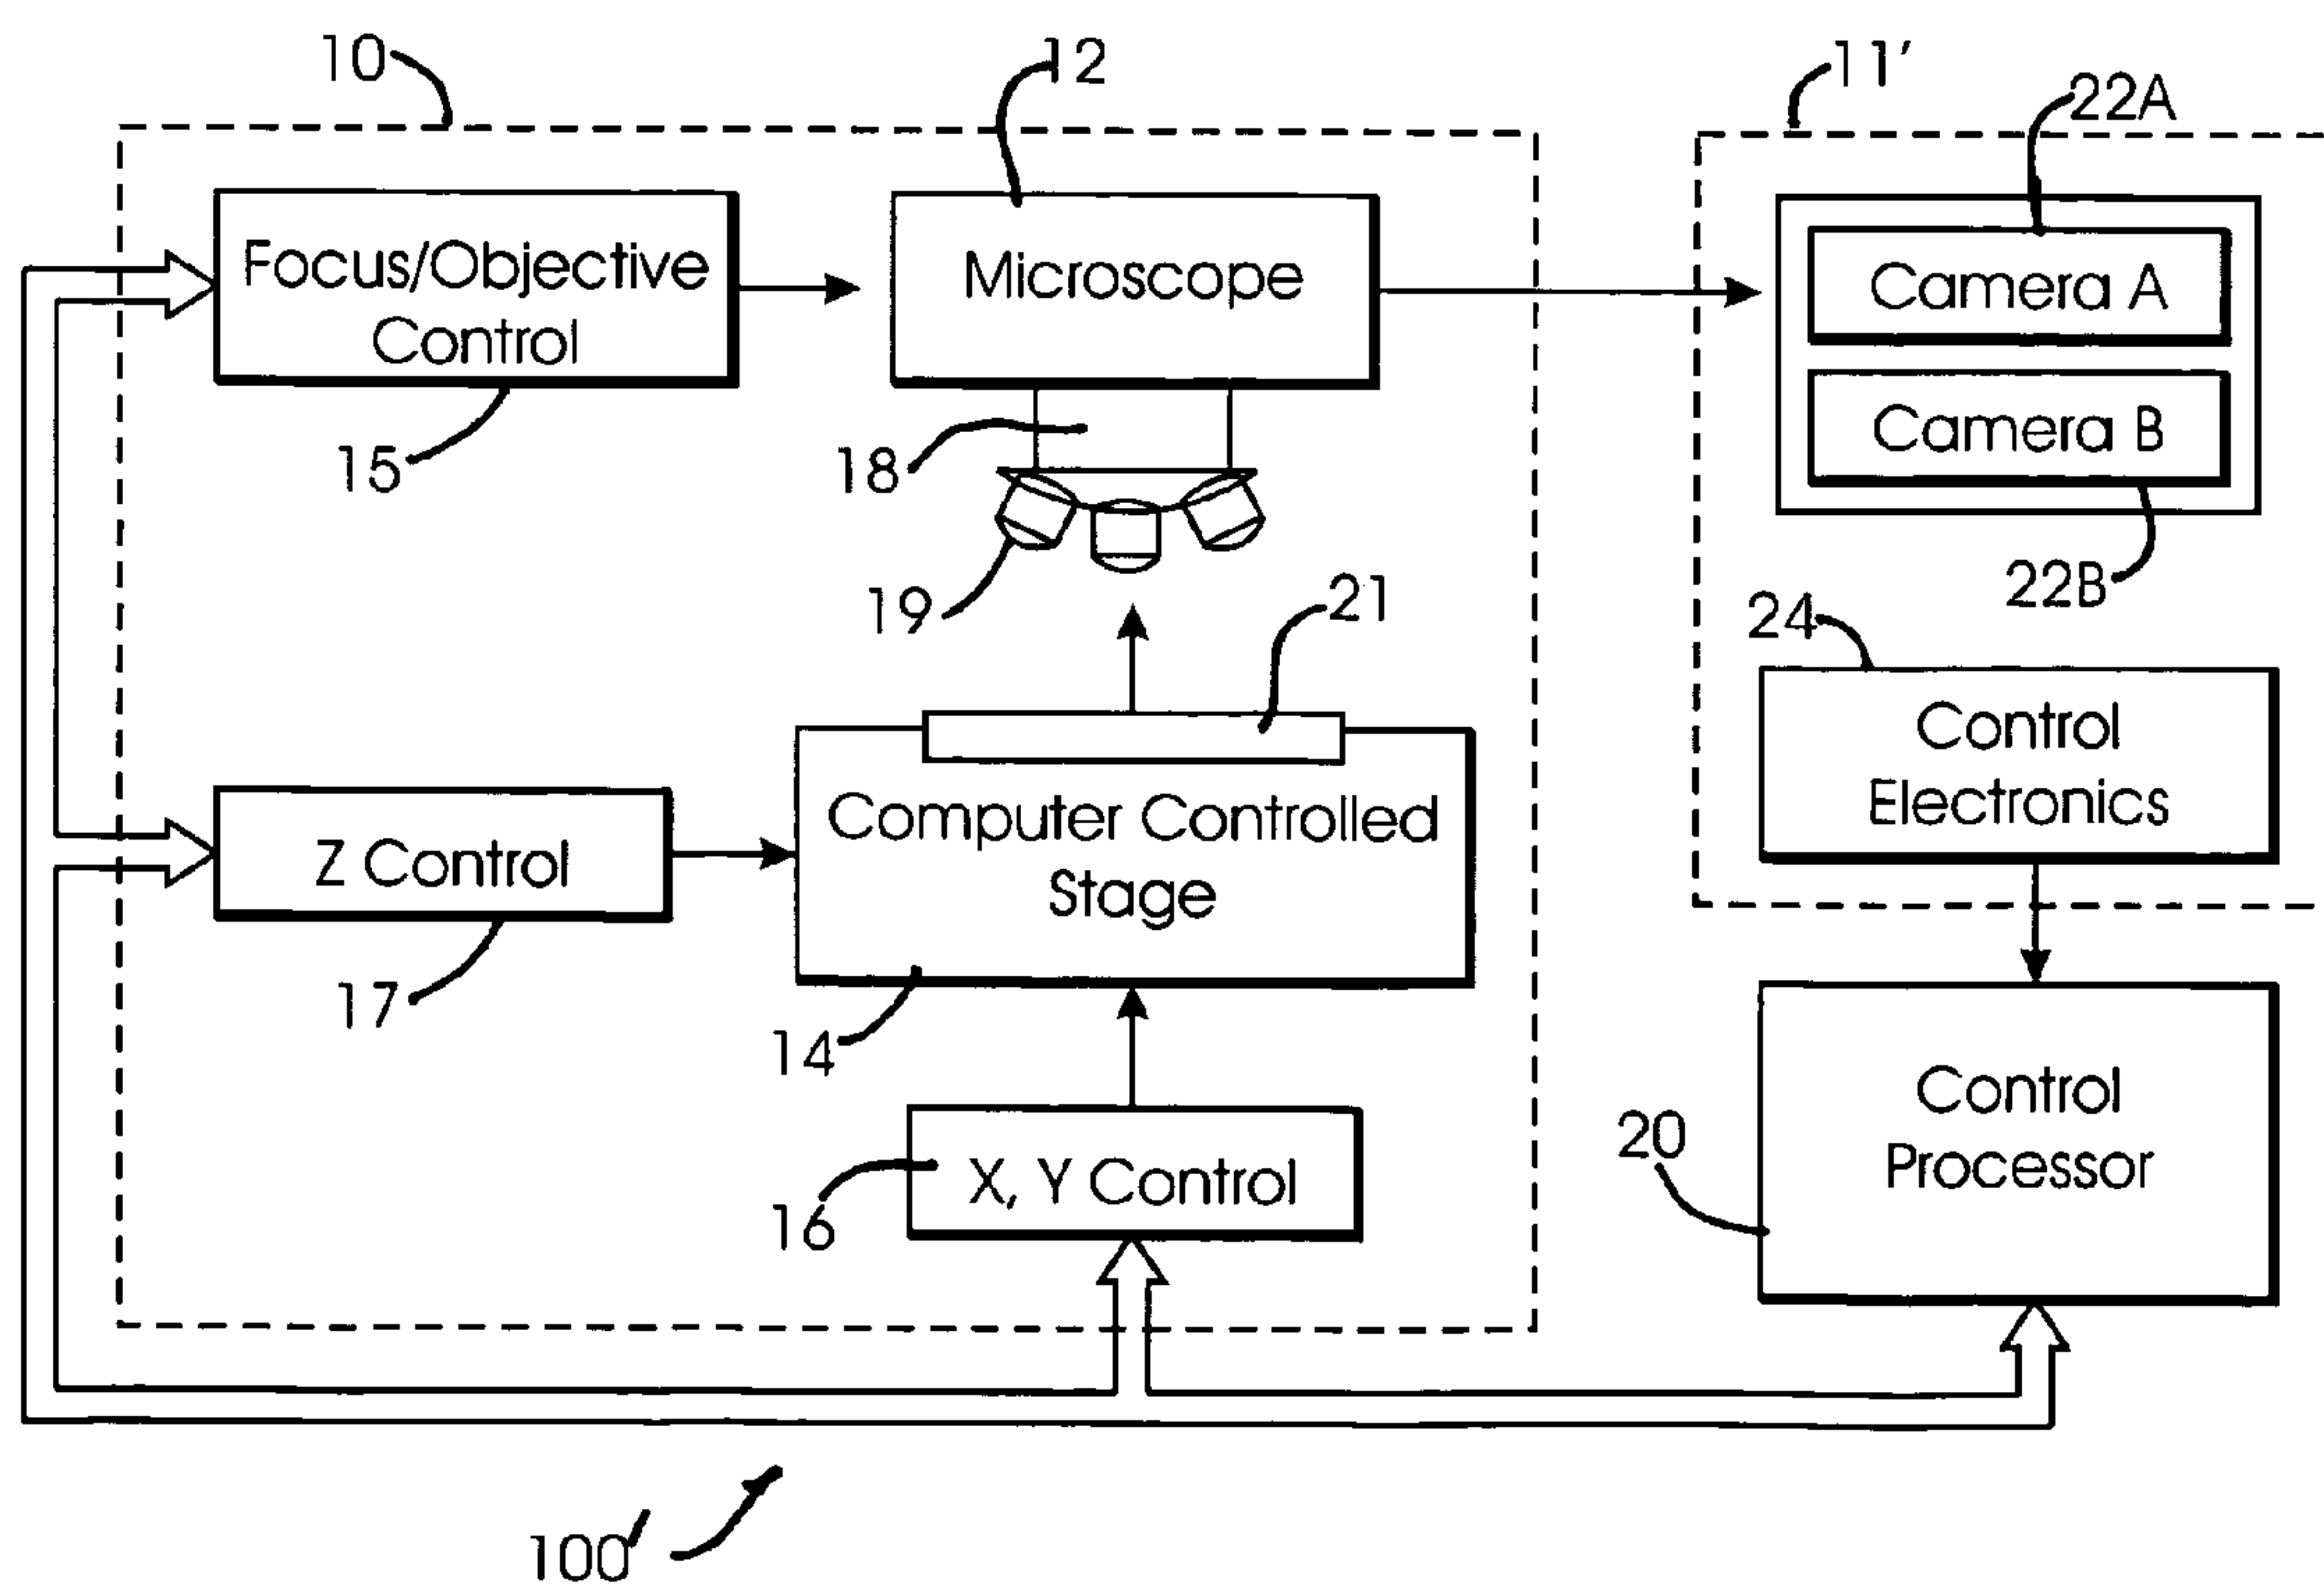 10
12
11'
22A
Focus/Objective
Control
Microscope
Camera A
Camera B
15
18
19
21
22B
24
Control
Electronics
Z Control
Computer Controlled
Stage
17
14
Control
Processor
20
X, Y Control
16
100'